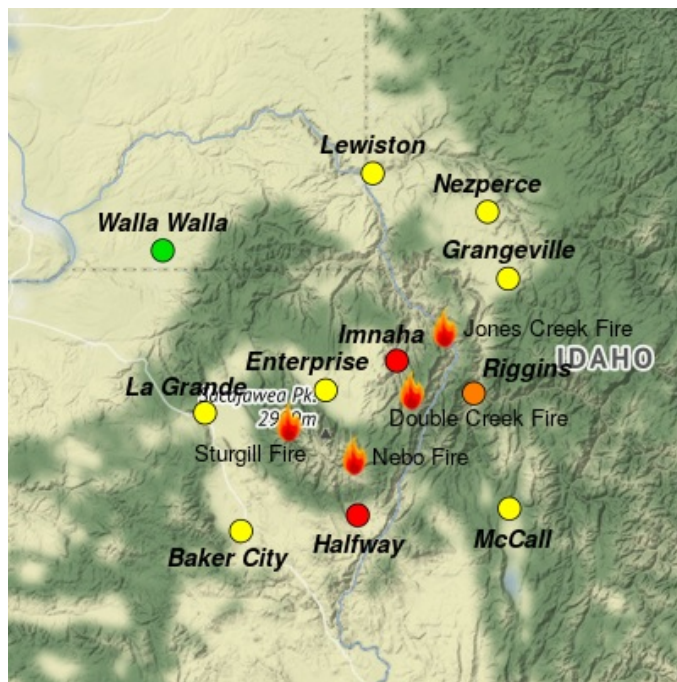 Lewiston
Nezperce
Walla Walla
Grangeville
Jones Creek Fire
Imnaha
IDAHO
Enterprise
Riggins
La Grande
Sacajawea Pk.
Double Creek Fire
Sturgill Fire
Nebo Fire
Halfway
McCall
Baker City